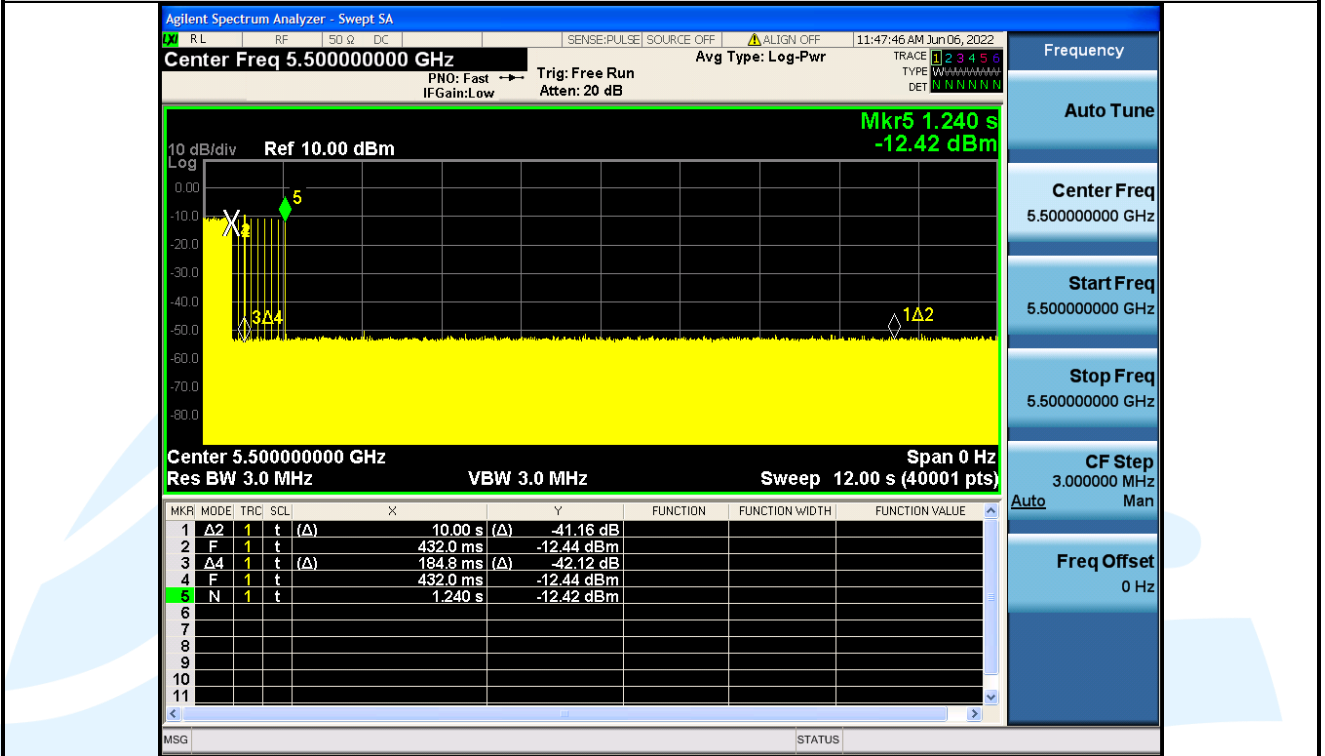 Agilent Spectrum Analyzer - Swept SA
LXI RL RF 50 Ω DC SENSE:PULSE SOURCE OFF ALIGN OFF 11:47:46 AM Jun 06, 2022
Center Freq 5.500000000 GHz
PNO: Fast
IFGain:Low
Trig: Free Run
Atten: 20 dB
Avg Type: Log-Pwr
TRACE 1 2 3 4 5 6
TYPE WWWWWW
DET N N N N N N
Mkr5 1.240 s
-12.42 dBm
10 dB/div Ref 10.00 dBm
Log
0.00
-10.0
-20.0
-30.0
-40.0
-50.0
-60.0
-70.0
-80.0
5
2
3Δ4
1Δ2
Center 5.500000000 GHz Span 0 Hz
Res BW 3.0 MHz VBW 3.0 MHz Sweep 12.00 s (40001 pts)
MKR MODE TRC SCL X Y FUNCTION FUNCTION WIDTH FUNCTION VALUE
1 Δ2 1 t (Δ) 10.00 s (Δ) -41.16 dB
2 F 1 t 432.0 ms -12.44 dBm
3 Δ4 1 t (Δ) 184.8 ms (Δ) -42.12 dB
4 F 1 t 432.0 ms -12.44 dBm
5 N 1 t 1.240 s -12.42 dBm
6
7
8
9
10
11
MSG STATUS
Frequency
Auto Tune
Center Freq
5.500000000 GHz
Start Freq
5.500000000 GHz
Stop Freq
5.500000000 GHz
CF Step
3.000000 MHz
Auto Man
Freq Offset
0 Hz